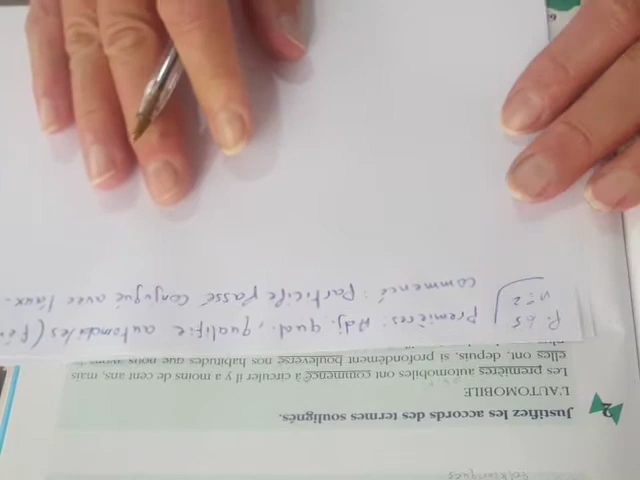 2 Justifiez les accords des termes soulignés.
L'AUTOMOBILE
Les premières automobiles ont commencé à circuler il y a moins de cent ans, mais
elles ont, depuis, si profondément bouleversé nos habitudes que nous
P. 65
n° 2
Premières : Adj. qual., qualifie automobiles (
commencé : Participe passé conjugué avec l'aux.